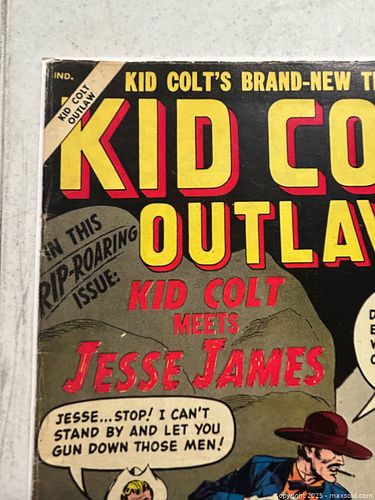 IND.
KID COLT
OUTLAW
KID COLT'S BRAND-NEW
KID CO
OUTLA
IN THIS
RIP-ROARING
ISSUE:
KID COLT
MEETS
JESSE JAMES
JESSE...STOP! I CAN'T
STAND BY AND LET YOU
GUN DOWN THOSE MEN!
Copyright 2025 - maxsold.com